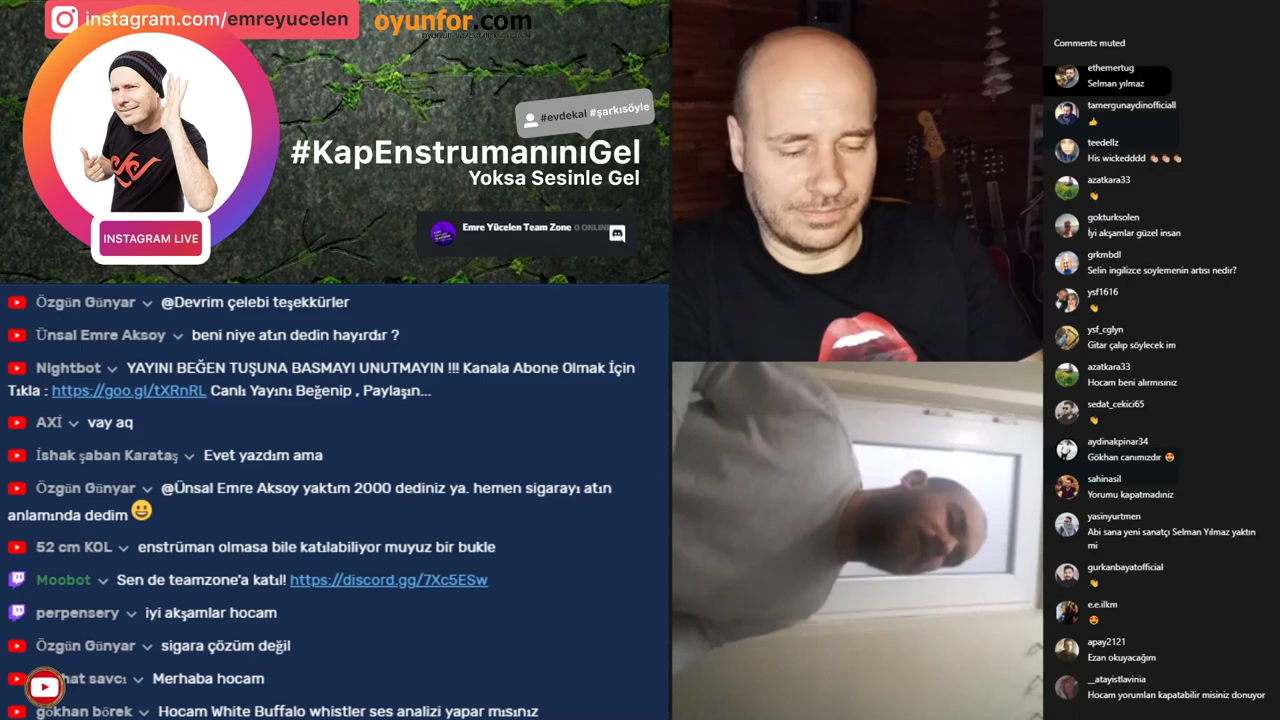 instagram.com/emreyucelen
oyunfor.com
#evdekal #şarkısöyle
#KapEnstrumanınıGel
Yoksa Sesinle Gel
INSTAGRAM LIVE
Emre Yücelen Team Zone 0 ONLINE
Özgün Günyar @Devrim çelebi teşekkürler
Ünsal Emre Aksoy beni niye atın dedin hayırdır ?
Nightbot YAYINI BEĞEN TUŞUNA BASMAYI UNUTMAYIN !!! Kanala Abone Olmak İçin
Tıkla : https://goo.gl/tXRnRL Canlı Yayını Beğenip , Paylaşın...
AXİ vay aq
İshak şaban Karataş Evet yazdım ama
Özgün Günyar @Ünsal Emre Aksoy yaktım 2000 dediniz ya. hemen sigarayı atın
anlamında dedim 😀
52 cm KOL enstrüman olmasa bile katılabiliyor muyuz bir bukle
Moobot Sen de teamzone'a katıl! https://discord.gg/7Xc5ESw
perpensery iyi akşamlar hocam
Özgün Günyar sigara çözüm değil
hat savcı Merhaba hocam
gökhan börek Hocam White Buffalo whistler ses analizi yapar mısınız
Comments muted
ethemertug
Selman yılmaz
tamergunaydinofficiall
👍
teedellz
His wickedddd 👏🏽👏🏽👏🏽
azatkara33
👏
gokturksolen
İyi akşamlar güzel insan
grkmbdl
Selin ingilizce soylemenin artısı nedir?
ysf1616
👏
ysf_cglyn
Gitar çalıp söylecek im
azatkara33
Hocam beni alırmısınız
sedat_cekici65
👏
aydinakpinar34
Gökhan canımızdır 😍
sahinasil
Yorumu kapatmadınız
yasinyurtmen
Abi sana yeni sanatçı Selman Yılmaz yaktın
mi
gurkanbayatofficial
👏
e.e.ilkm
😍
apay2121
Ezan okuyacağım
__atayistlavinia
Hocam yorumları kapatabilir misiniz donuyor